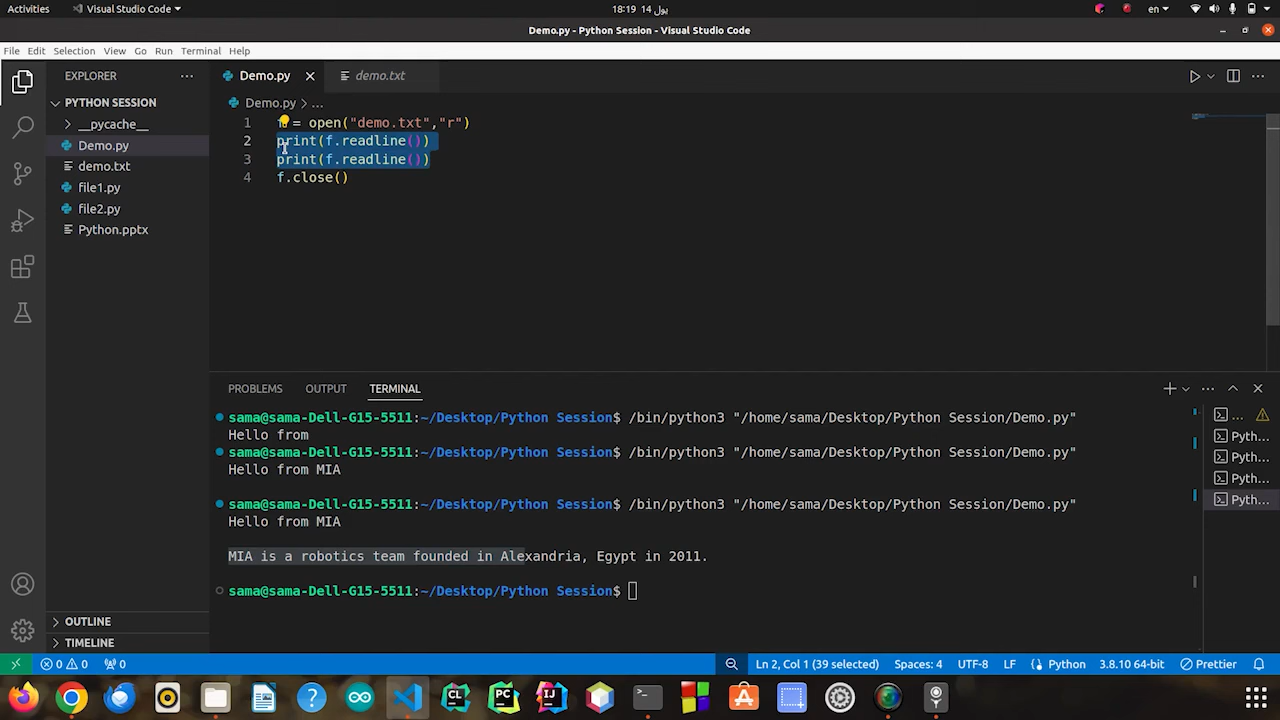 Activities
Visual Studio Code
18:19 14 يول
en
Demo.py - Python Session - Visual Studio Code
File Edit Selection View Go Run Terminal Help
EXPLORER
PYTHON SESSION
__pycache__
Demo.py
demo.txt
file1.py
file2.py
Python.pptx
OUTLINE
TIMELINE
Demo.py
demo.txt
Demo.py > ...
1 = open("demo.txt","r")
2 print(f.readline())
3 print(f.readline())
4 f.close()
PROBLEMS OUTPUT TERMINAL
sama@sama-Dell-G15-5511:~/Desktop/Python Session$ /bin/python3 "/home/sama/Desktop/Python Session/Demo.py"
Hello from
sama@sama-Dell-G15-5511:~/Desktop/Python Session$ /bin/python3 "/home/sama/Desktop/Python Session/Demo.py"
Hello from MIA
sama@sama-Dell-G15-5511:~/Desktop/Python Session$ /bin/python3 "/home/sama/Desktop/Python Session/Demo.py"
Hello from MIA
MIA is a robotics team founded in Alexandria, Egypt in 2011.
sama@sama-Dell-G15-5511:~/Desktop/Python Session$
...
Pyth...
Pyth...
Pyth...
Pyth...
0 0 0
Ln 2, Col 1 (39 selected)
Spaces: 4
UTF-8
LF
Python
3.8.10 64-bit
Prettier
CL
PC
IJ